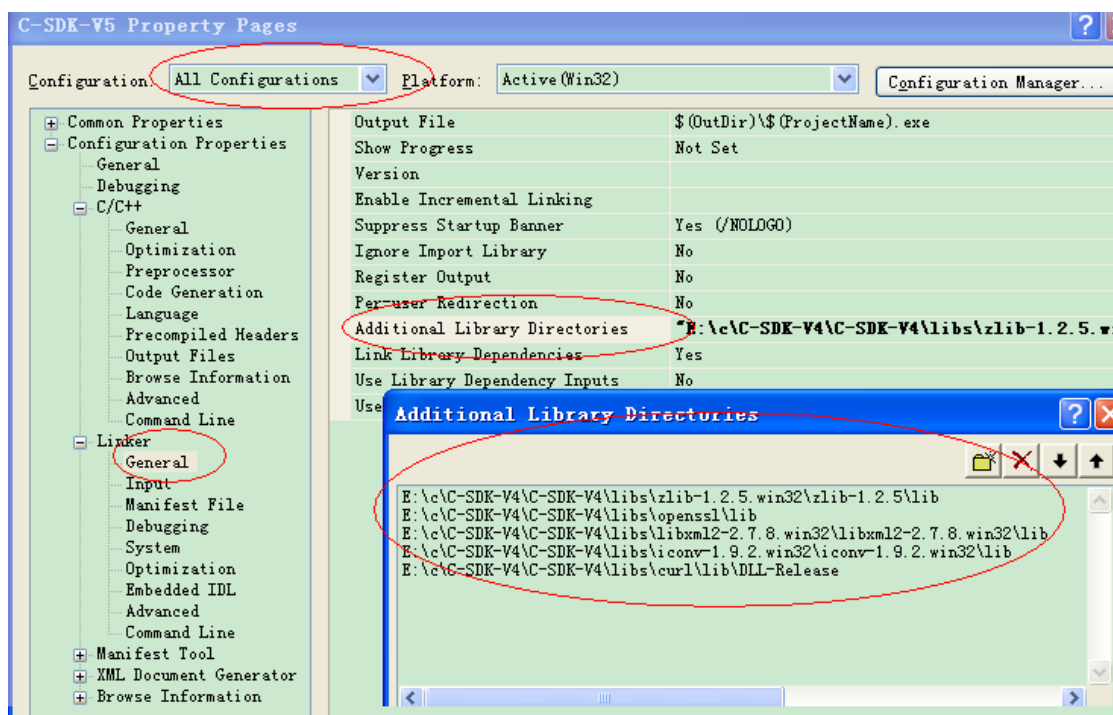 C-SDK-V5 Property Pages
Configuration: All Configurations Platform: Active(Win32) Configuration Manager...
Common Properties
Configuration Properties
General
Debugging
C/C++
General
Optimization
Preprocessor
Code Generation
Language
Precompiled Headers
Output Files
Browse Information
Advanced
Command Line
Linker
General
Input
Manifest File
Debugging
System
Optimization
Embedded IDL
Advanced
Command Line
Manifest Tool
XML Document Generator
Browse Information
Output File $(OutDir)\$(ProjectName).exe
Show Progress Not Set
Version
Enable Incremental Linking
Suppress Startup Banner Yes (/NOLOGO)
Ignore Import Library No
Register Output No
Per-user Redirection No
Additional Library Directories "E:\c\C-SDK-V4\C-SDK-V4\libs\zlib-1.2.5.wi
Link Library Dependencies Yes
Use Library Dependency Inputs No
Use
Additional Library Directories
E:\c\C-SDK-V4\C-SDK-V4\libs\zlib-1.2.5.win32\zlib-1.2.5\lib
E:\c\C-SDK-V4\C-SDK-V4\libs\openssl\lib
E:\c\C-SDK-V4\C-SDK-V4\libs\libxml2-2.7.8.win32\libxml2-2.7.8.win32\lib
E:\c\C-SDK-V4\C-SDK-V4\libs\iconv-1.9.2.win32\iconv-1.9.2.win32\lib
E:\c\C-SDK-V4\C-SDK-V4\libs\curl\lib\DLL-Release